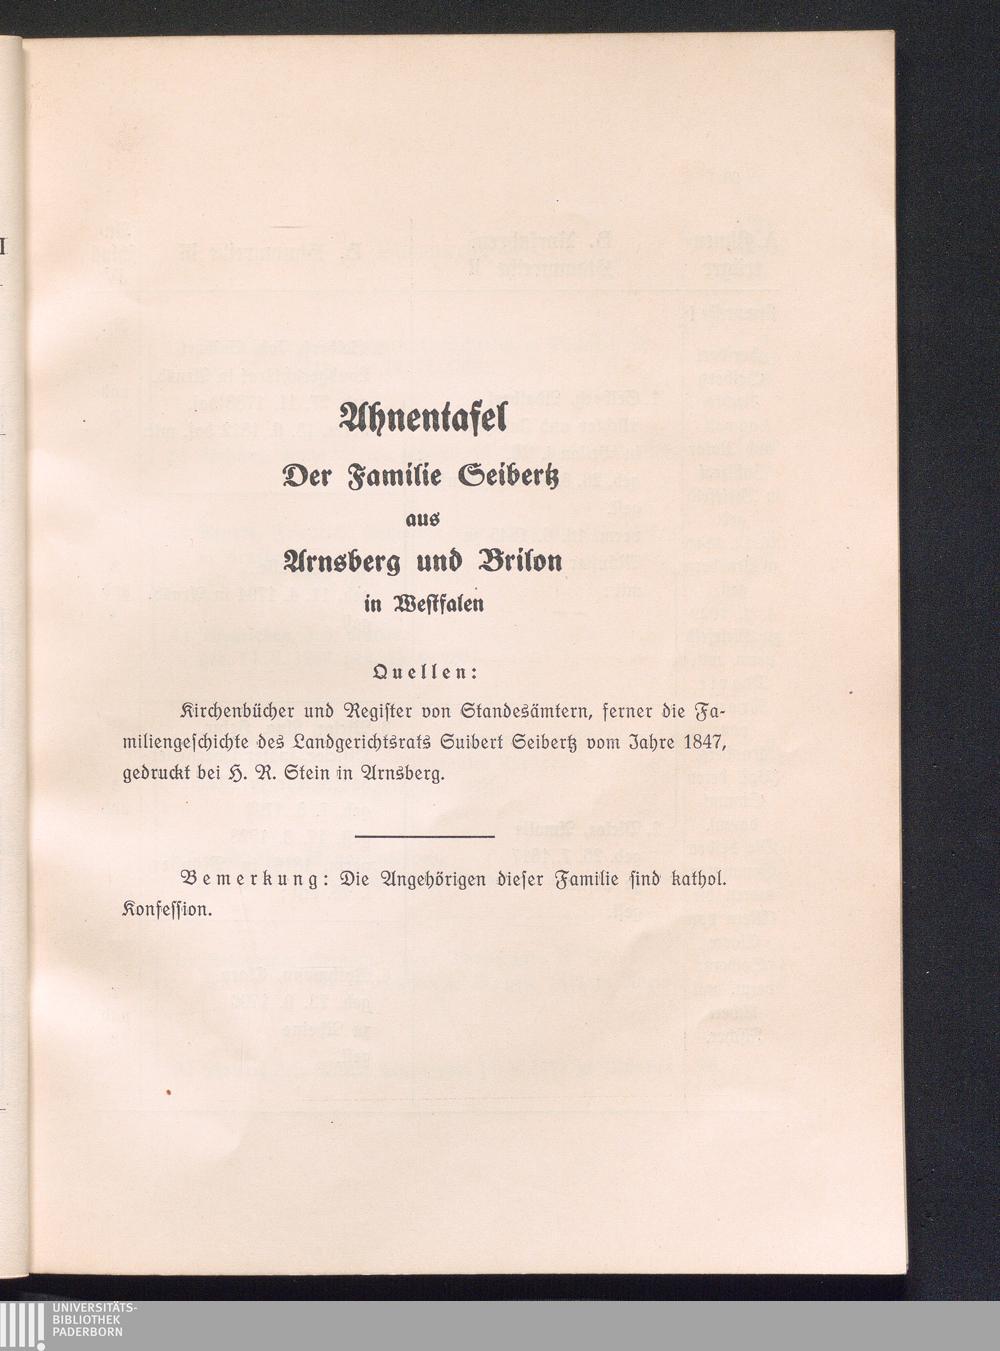 Ahnentafel
Der Familie Seibertz
aus
Arnsberg und Brilon
in Westfalen
Quellen:
Kirchenbücher und Register von Standesämtern, ferner die Fa-
miliengeschichte des Landgerichtsrats Suibert Seibertz vom Jahre 1847,
gedruckt bei H. R. Stein in Arnsberg.
Bemerkung: Die Angehörigen dieser Familie sind kathol.
Konfession.
UNIVERSITÄTS-
BIBLIOTHEK
PADERBORN